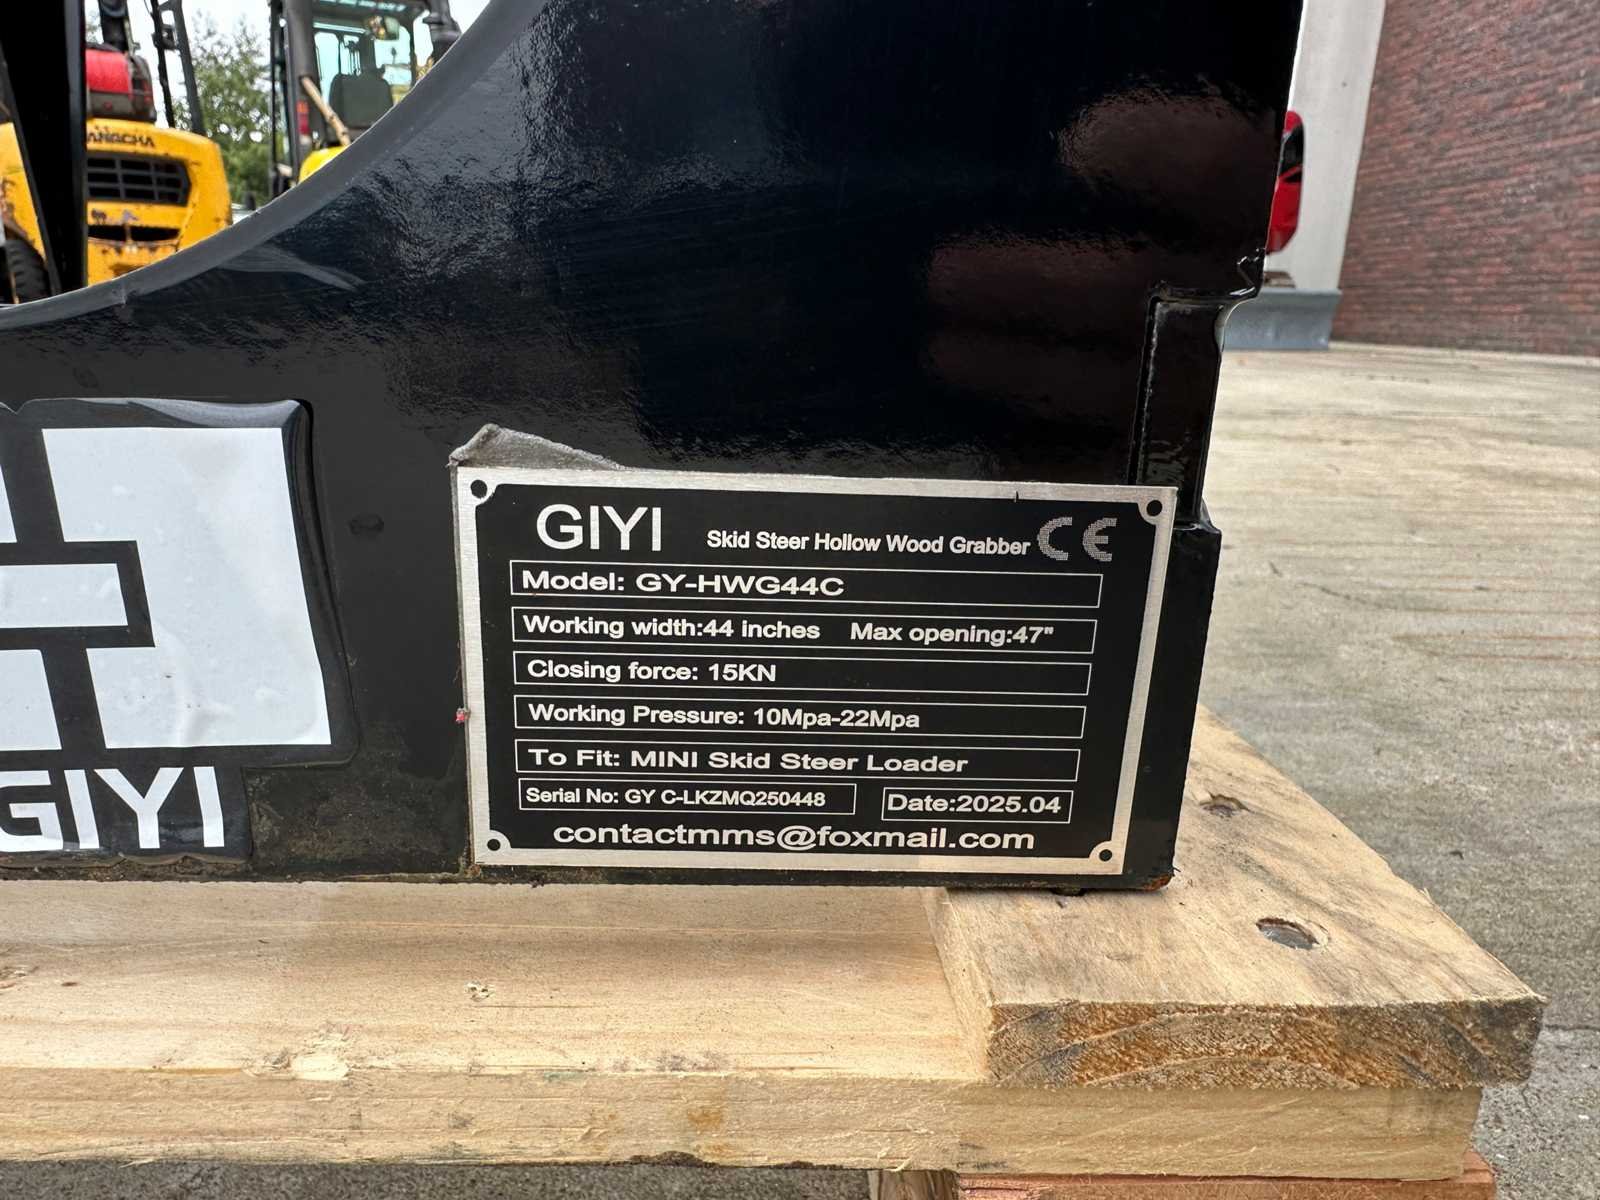 ANGCHA
GIYI
GIYI Skid Steer Hollow Wood Grabber CE
Model: GY-HWG44C
Working width:44 inches Max opening:47"
Closing force: 15KN
Working Pressure: 10Mpa-22Mpa
To Fit: MINI Skid Steer Loader
Serial No: GY C-LKZMQ250448 Date:2025.04
contactmms@foxmail.com